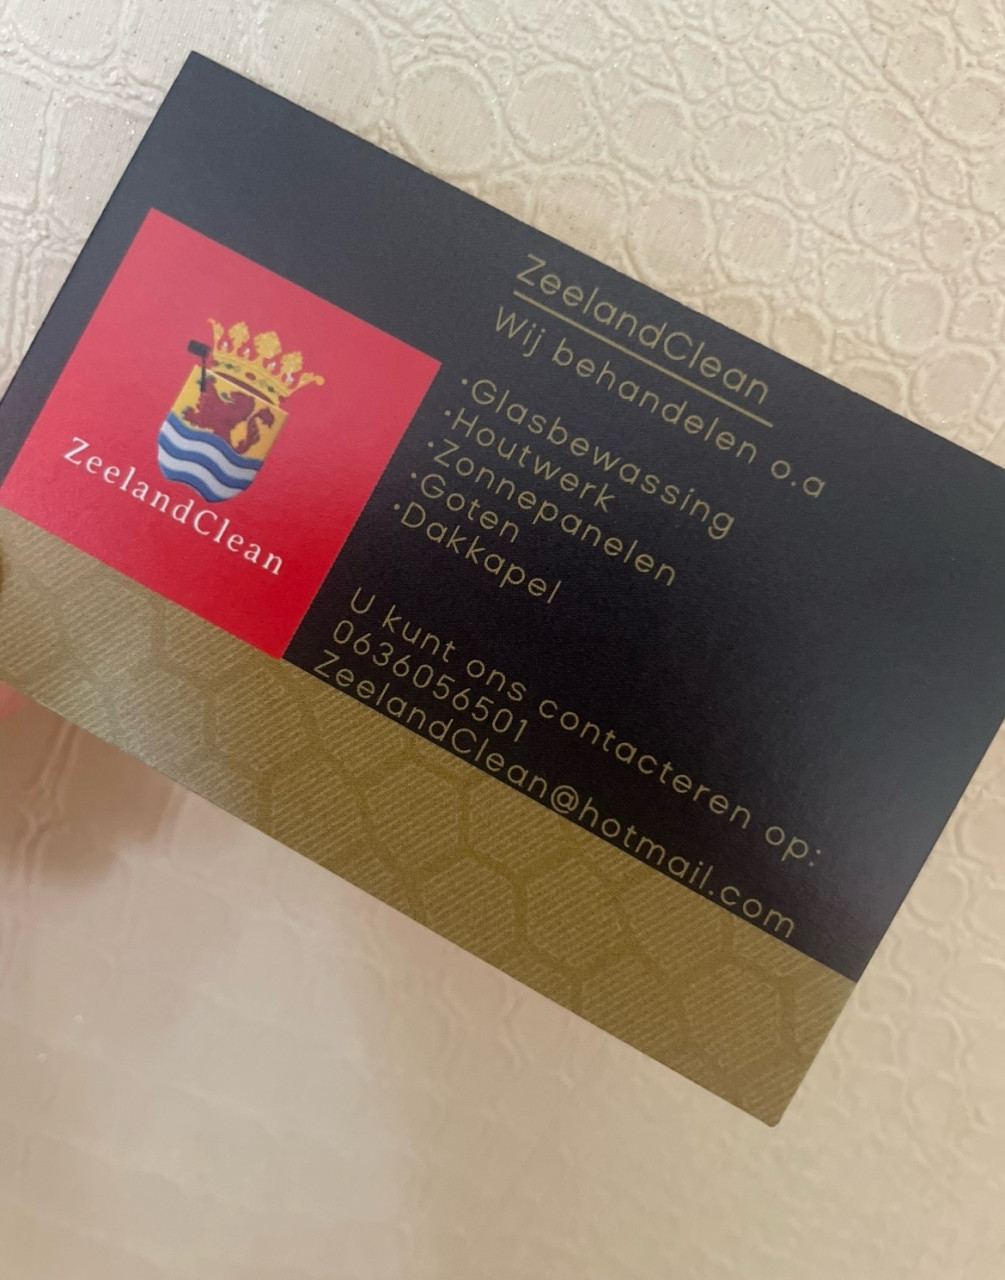 ZeelandClean
ZeelandClean
Wij behandelen o.a
•Glasbewassing
•Houtwerk
•Zonnepanelen
•Goten
•Dakkapel
U kunt ons contacteren op:
0636056501
ZeelandClean@hotmail.com